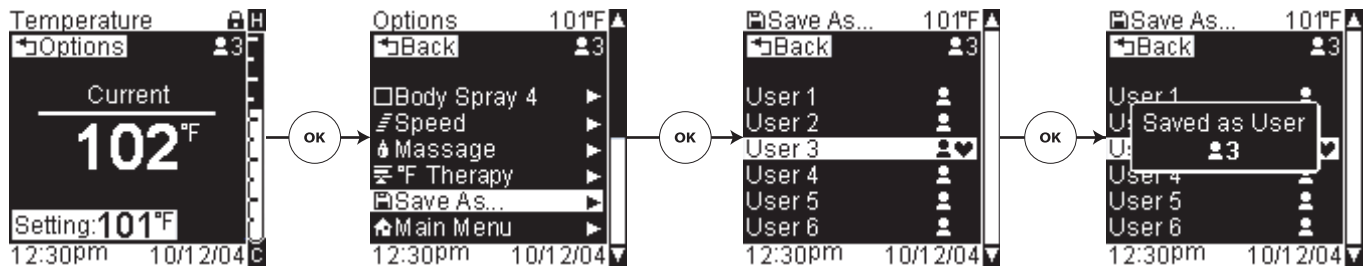 Temperature H
Options 3
Current
102°F
Setting:101°F
12:30pm 10/12/04 C
OK
Options 101°F
Back 3
Body Spray 4
Speed
Massage
°F Therapy
Save As...
Main Menu
12:30pm 10/12/04
OK
Save As... 101°F
Back 3
User 1
User 2
User 3
User 4
User 5
User 6
12:30pm 10/12/04
OK
Save As... 101°F
Back 3
User 1
Saved as User
3
User 4
User 5
User 6
12:30pm 10/12/04